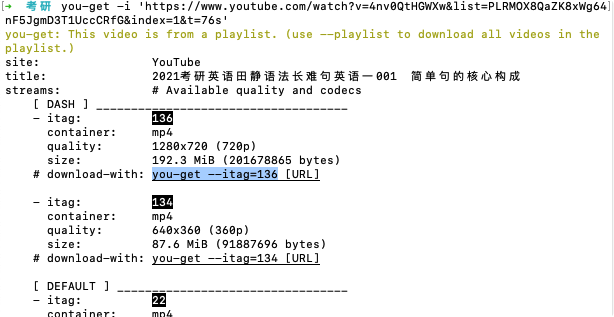 [→ 考研 you-get -i 'https://www.youtube.com/watch?v=4nv0QtHGWXw&list=PLRMOX8QaZK8xWg64]
nF5JgmD3T1UccCRfG&index=1&t=76s'
you-get: This video is from a playlist. (use --playlist to download all videos in the
playlist.)
site: YouTube
title: 2021考研英语田静语法长难句英语一001 简单句的核心构成
streams: # Available quality and codecs
[ DASH ] ____________________________________
- itag: 136
container: mp4
quality: 1280x720 (720p)
size: 192.3 MiB (201678865 bytes)
# download-with: you-get --itag=136 [URL]
- itag: 134
container: mp4
quality: 640x360 (360p)
size: 87.6 MiB (91887696 bytes)
# download-with: you-get --itag=134 [URL]
[ DEFAULT ] _________________________________
- itag: 22
container: mp4